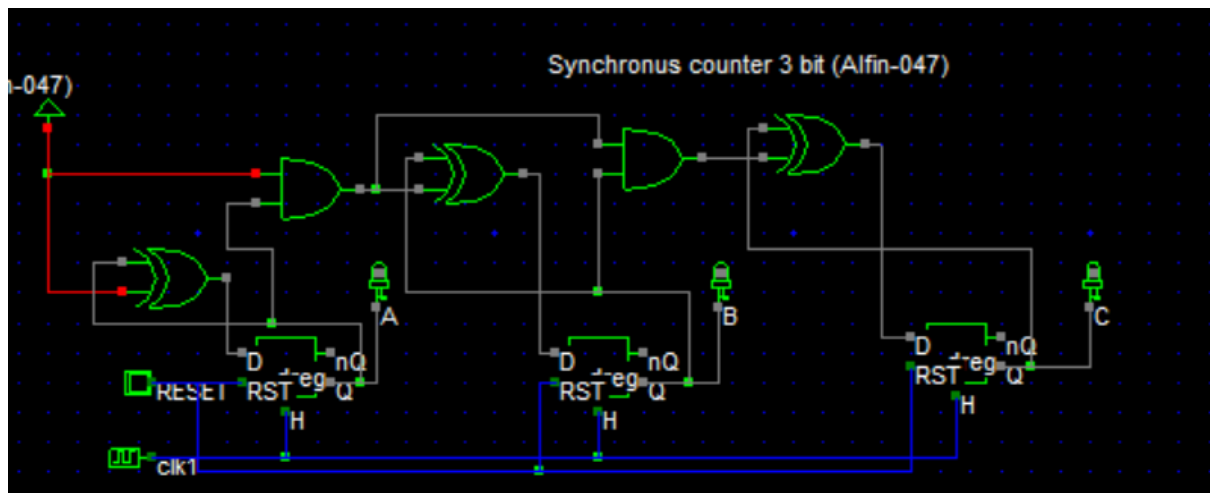 Synchronus counter 3 bit (Alfin-047)
n-047)
A
B
C
D
nQ
RST
Q
H
D
nQ
RST
Q
H
D
nQ
RST
Q
H
RESET
clk1